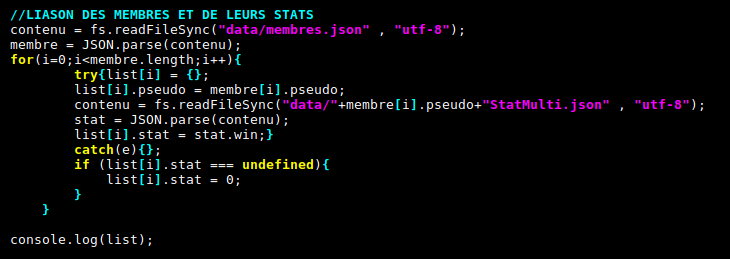 //LIASON DES MEMBRES ET DE LEURS STATS
contenu = fs.readFileSync("data/membres.json" , "utf-8");
membre = JSON.parse(contenu);
for(i=0;i<membre.length;i++){
        try{list[i] = {};
        list[i].pseudo = membre[i].pseudo;
        contenu = fs.readFileSync("data/"+membre[i].pseudo+"StatMulti.json" , "utf-8");
        stat = JSON.parse(contenu);
        list[i].stat = stat.win;}
        catch(e){};
        if (list[i].stat === undefined){
            list[i].stat = 0;
        }
    }
console.log(list);